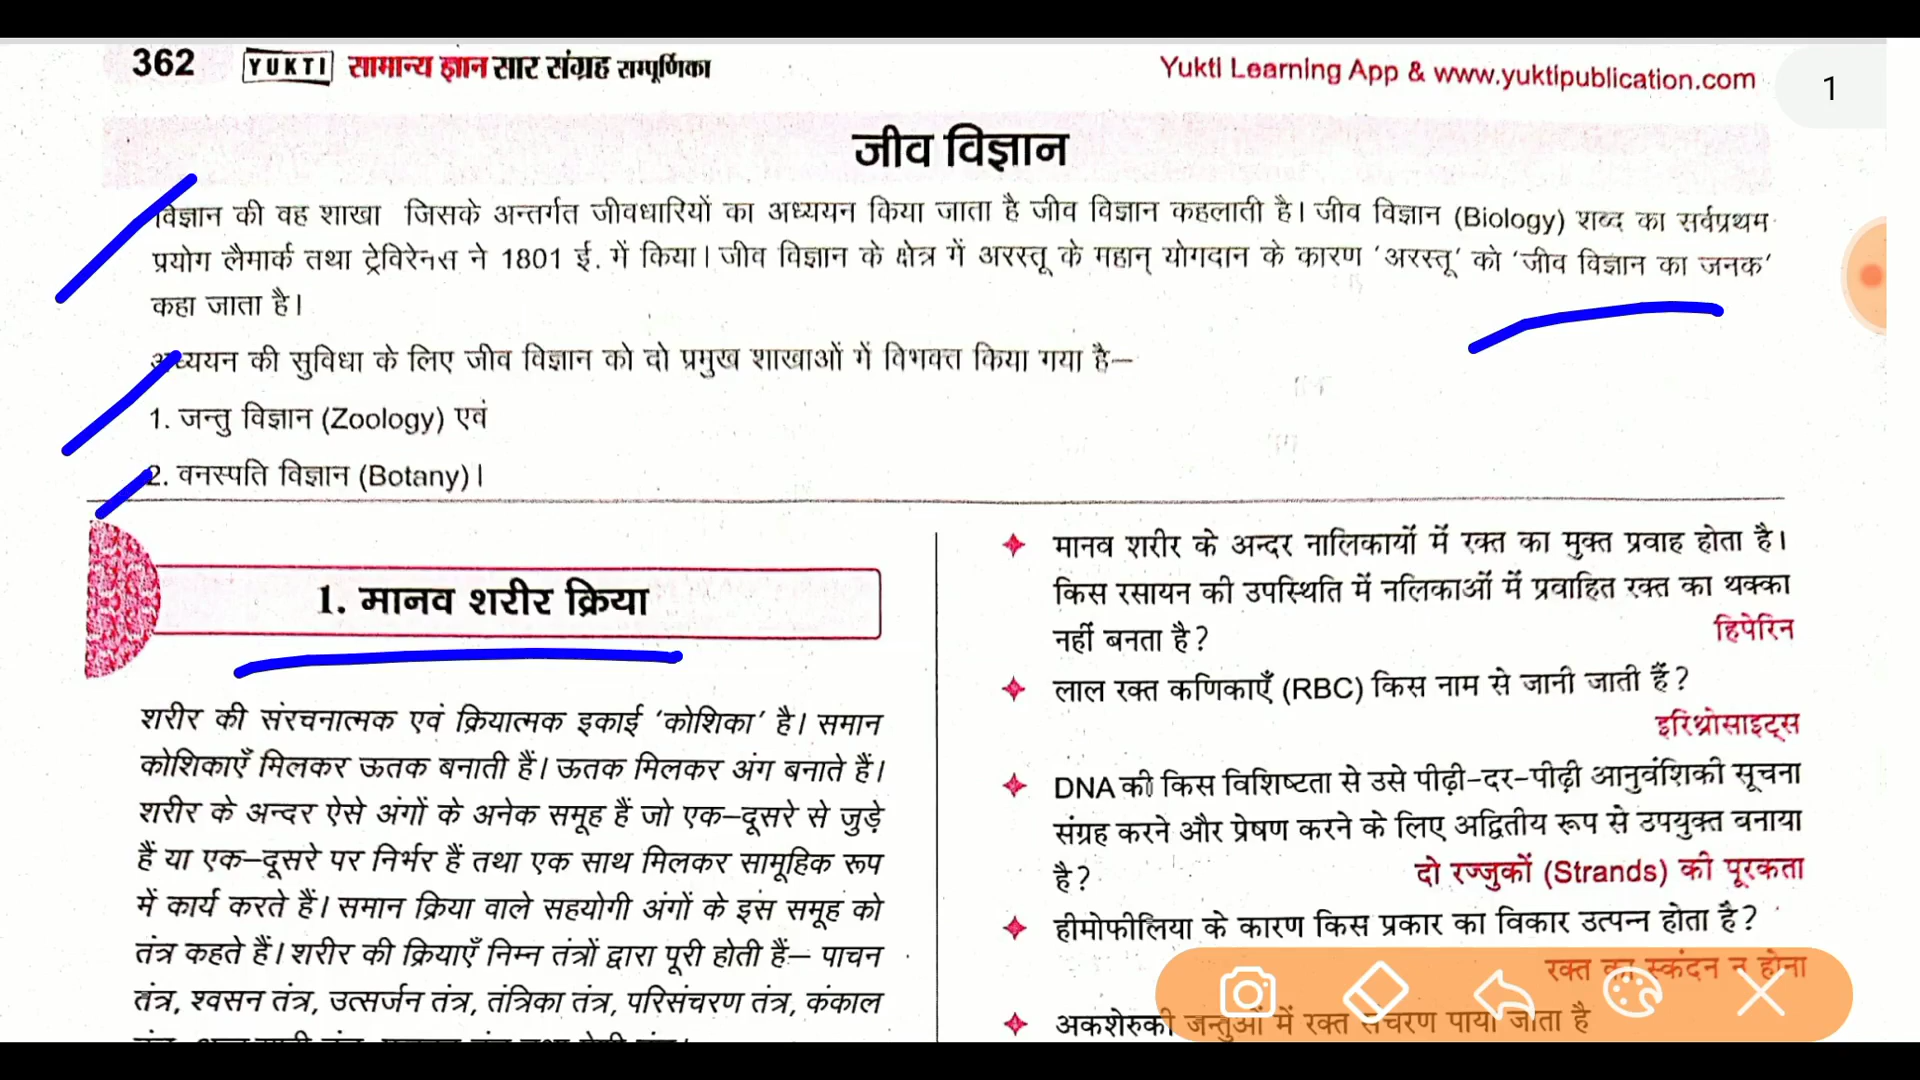 362 YUKTI सामान्य ज्ञान सार संग्रह सम्पूर्णिका
Yukti Learning App & www.yuktipublication.com
1
जीव विज्ञान
विज्ञान की वह शाखा जिसके अन्तर्गत जीवधारियों का अध्ययन किया जाता है जीव विज्ञान कहलाती है। जीव विज्ञान (Biology) शब्द का सर्वप्रथम
प्रयोग लैमार्क तथा ट्रेविरेनस ने 1801 ई. में किया। जीव विज्ञान के क्षेत्र में अरस्तू के महान् योगदान के कारण ‘अरस्तू’ को ‘जीव विज्ञान का जनक’
कहा जाता है।
अध्ययन की सुविधा के लिए जीव विज्ञान को दो प्रमुख शाखाओं में विभक्त किया गया है–
1. जन्तु विज्ञान (Zoology) एवं
2. वनस्पति विज्ञान (Botany)।
1. मानव शरीर क्रिया
शरीर की संरचनात्मक एवं क्रियात्मक इकाई ‘कोशिका’ है। समान
कोशिकाएँ मिलकर ऊतक बनाती हैं। ऊतक मिलकर अंग बनाते हैं।
शरीर के अन्दर ऐसे अंगों के अनेक समूह हैं जो एक–दूसरे से जुड़े
हैं या एक–दूसरे पर निर्भर हैं तथा एक साथ मिलकर सामूहिक रूप
में कार्य करते हैं। समान क्रिया वाले सहयोगी अंगों के इस समूह को
तंत्र कहते हैं। शरीर की क्रियाएँ निम्न तंत्रों द्वारा पूरी होती हैं– पाचन
तंत्र, श्वसन तंत्र, उत्सर्जन तंत्र, तंत्रिका तंत्र, परिसंचरण तंत्र, कंकाल
मानव शरीर के अन्दर नालिकायों में रक्त का मुक्त प्रवाह होता है।
किस रसायन की उपस्थिति में नलिकाओं में प्रवाहित रक्त का थक्का
नहीं बनता है?
हिपेरिन
लाल रक्त कणिकाएँ (RBC) किस नाम से जानी जाती हैं?
इरिथ्रोसाइट्स
DNA की किस विशिष्टता से उसे पीढ़ी-दर-पीढ़ी आनुवंशिकी सूचना
संग्रह करने और प्रेषण करने के लिए अद्वितीय रूप से उपयुक्त बनाया
है? दो रज्जुकों (Strands) की पूरकता
हीमोफीलिया के कारण किस प्रकार का विकार उत्पन्न होता है?
रक्त का स्कंदन न होना
अकशेरुकी जन्तुओं में रक्त संचरण पाया जाता है